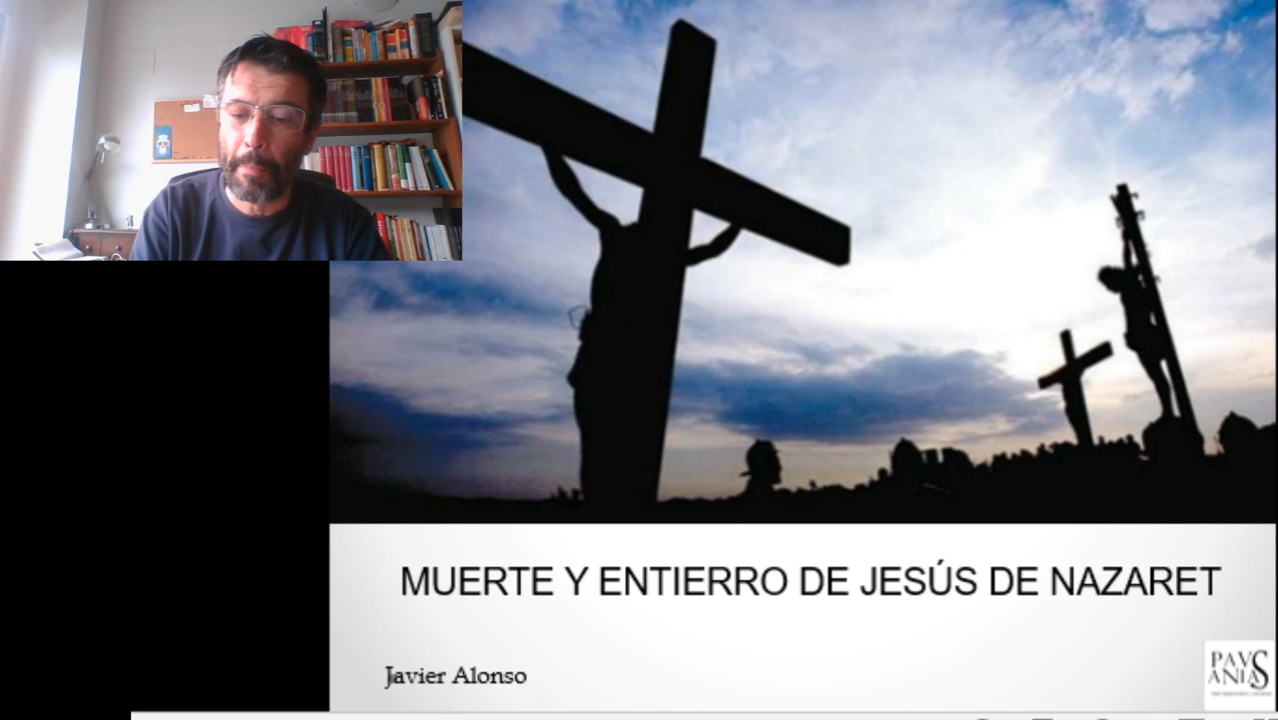 MUERTE Y ENTIERRO DE JESÚS DE NAZARET
Javier Alonso
PAVS
ANIAS